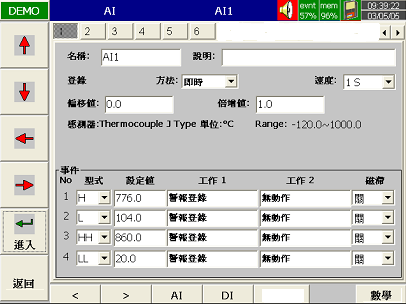 DEMO AI AI1 evnt 57% mem 96% 09:39:22 03/05/05
1 2 3 4 5 6
名稱: AI1 說明:
登錄 方法: 即時 速度: 1 S
偏移值: 0.0 倍增值: 1.0
感測器:Thermocouple J Type 單位:°C Range: -120.0~1000.0
事件
No 型式 設定值 工作 1 工作 2 磁滯
1 H 776.0 警報登錄 無動作 關
2 L 104.0 警報登錄 無動作 關
3 HH 860.0 警報登錄 無動作 關
4 LL 20.0 警報登錄 無動作 關
進入
返回
< > AI DI 數學